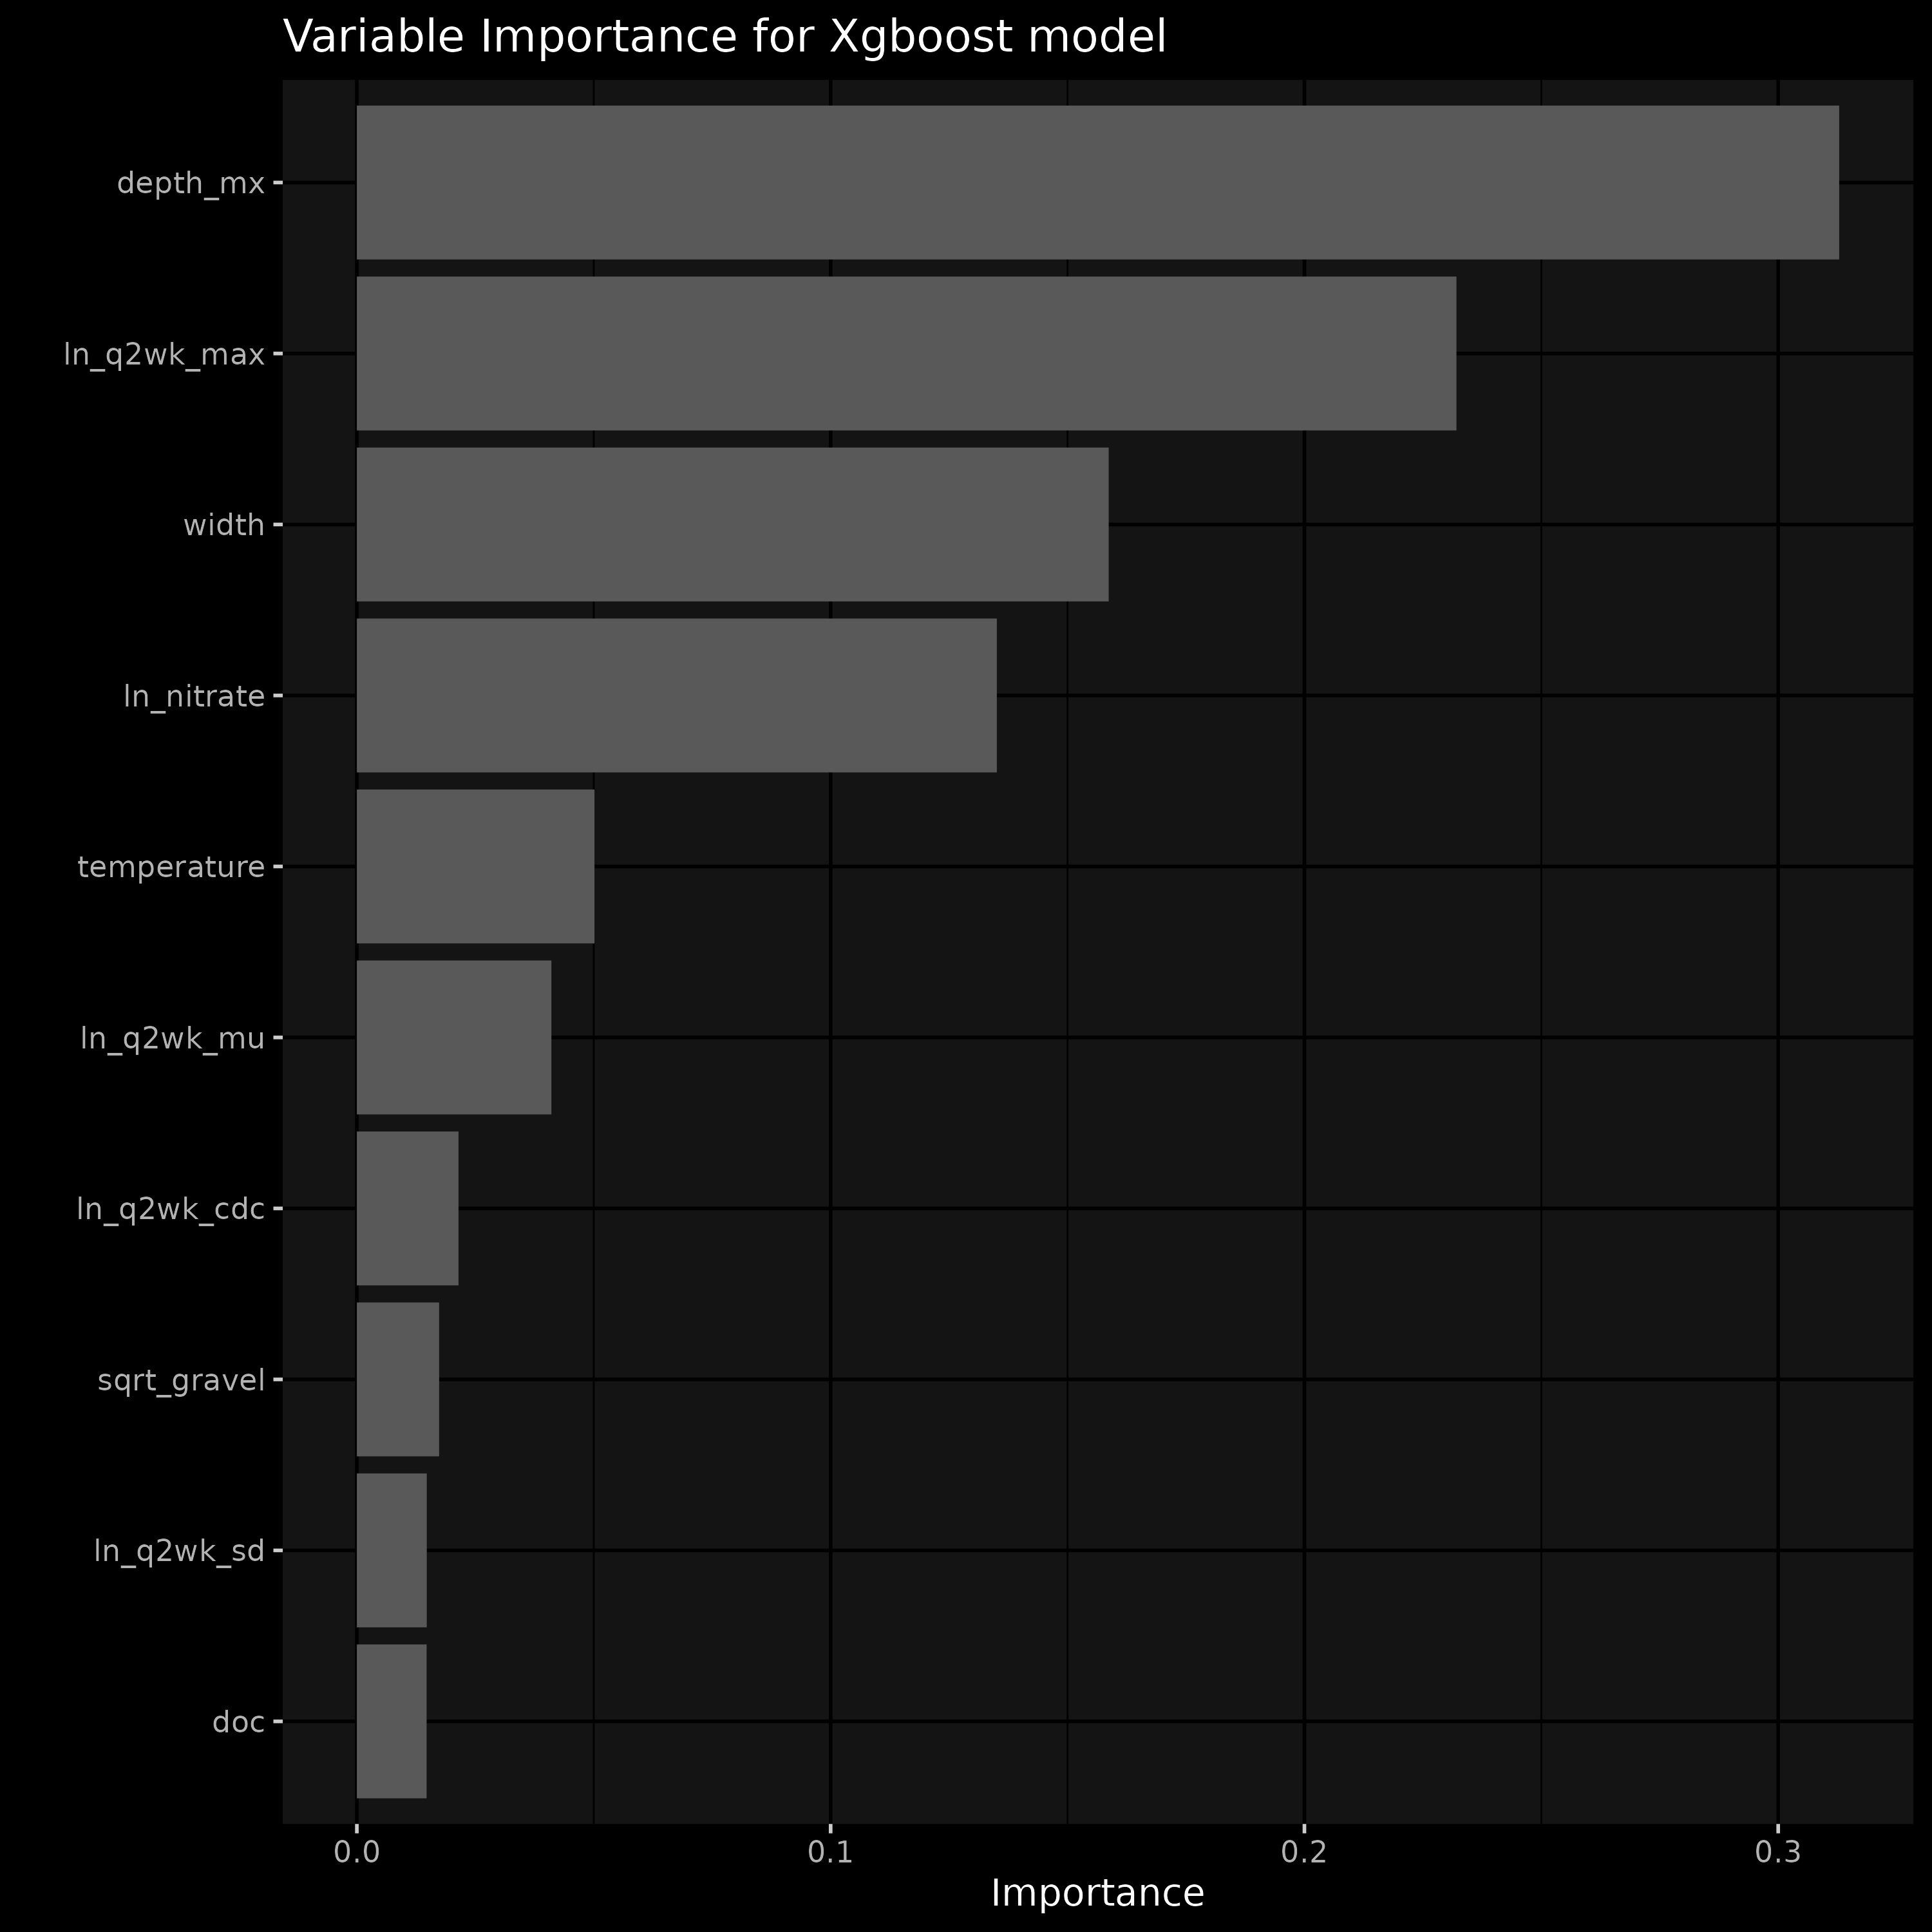 Variable Importance for Xgboost model
depth_mx
ln_q2wk_max
width
ln_nitrate
temperature
ln_q2wk_mu
ln_q2wk_cdc
sqrt_gravel
ln_q2wk_sd
doc
0.0 0.1 0.2 0.3
Importance